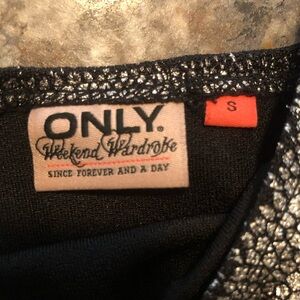 ONLY.
Weekend Wardrobe
SINCE FOREVER AND A DAY
S